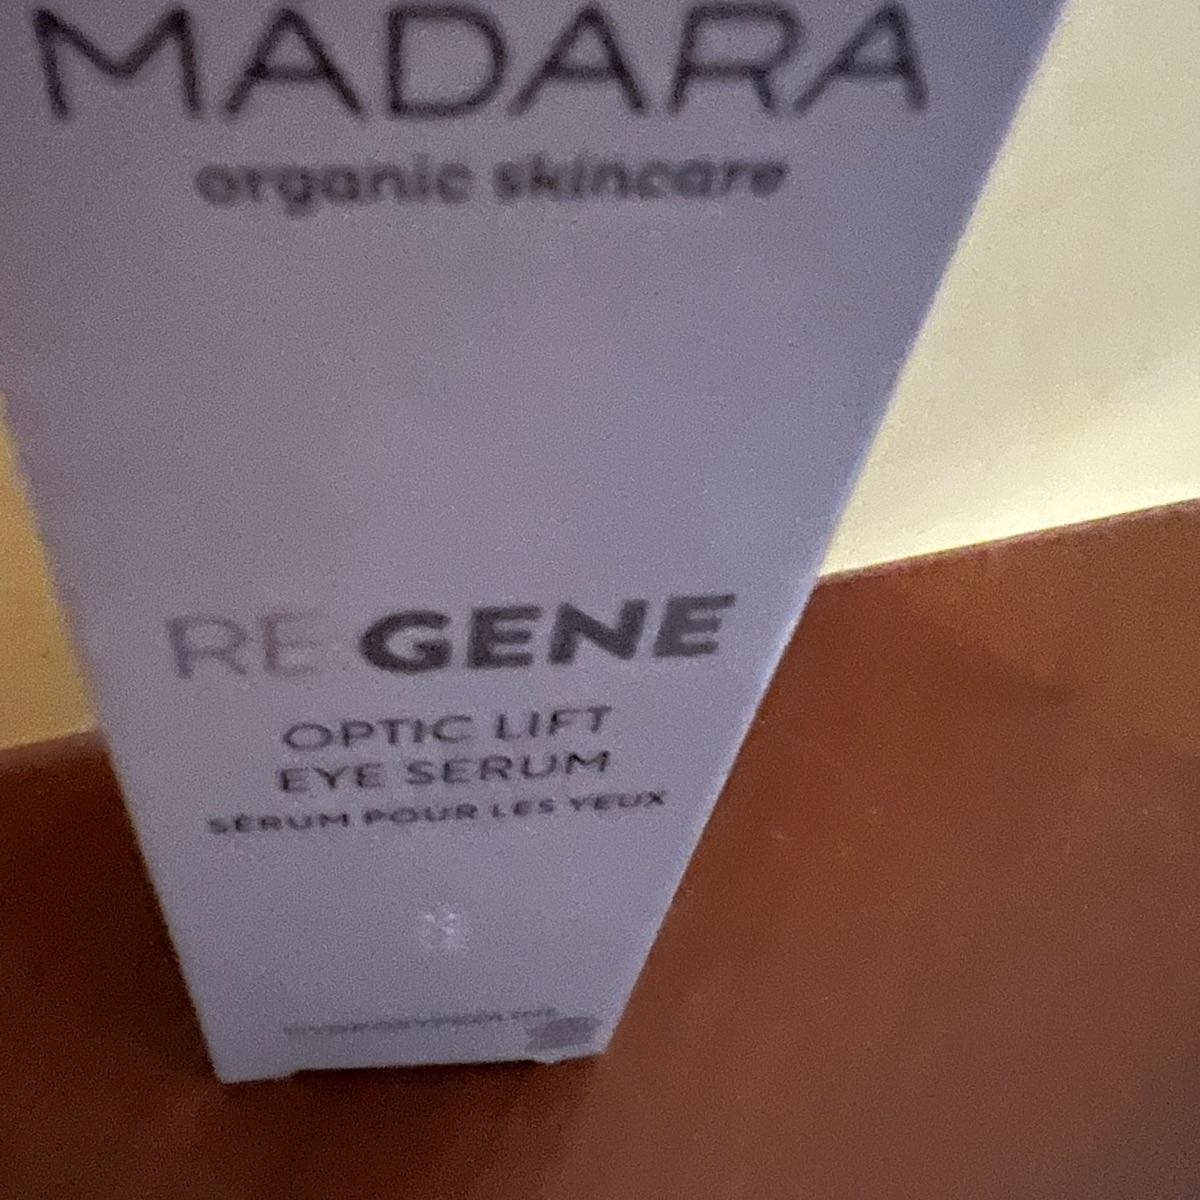 MADARA
organic skincare
RE GENE
OPTIC LIFT
EYE SERUM
SÉRUM POUR LES YEUX